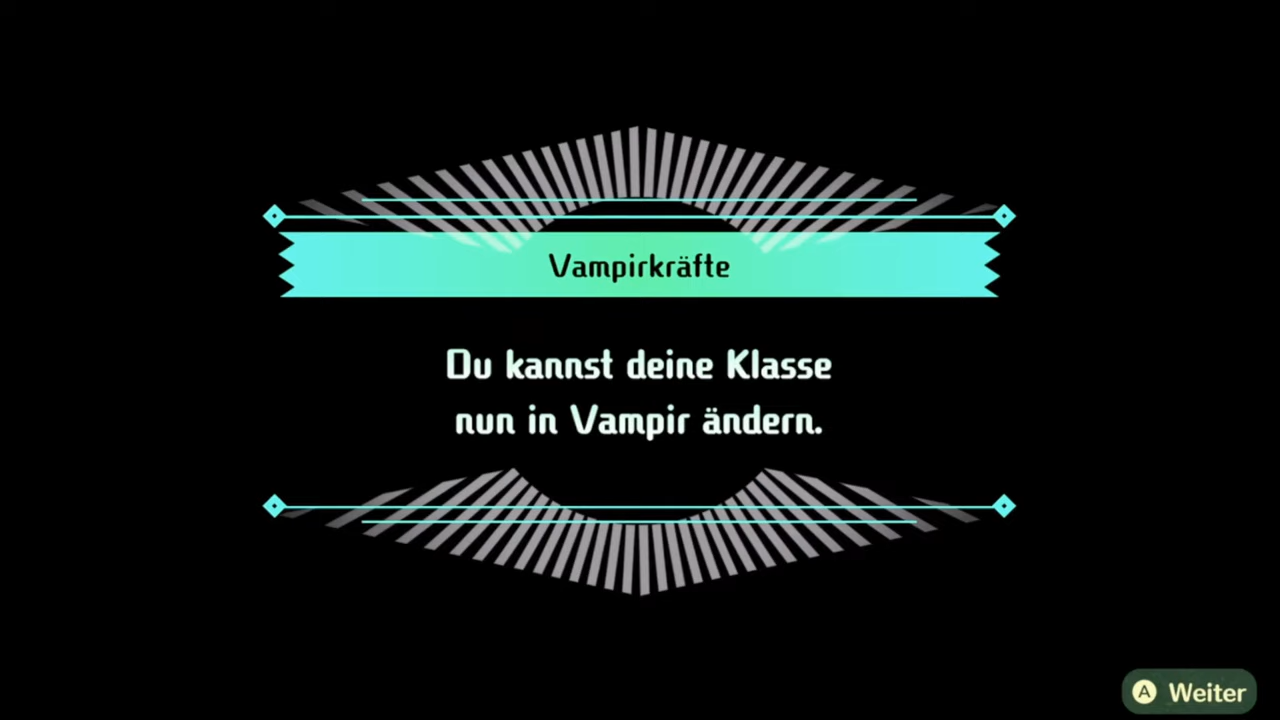 Vampirkräfte
Du kannst deine Klasse
nun in Vampir ändern.
A Weiter